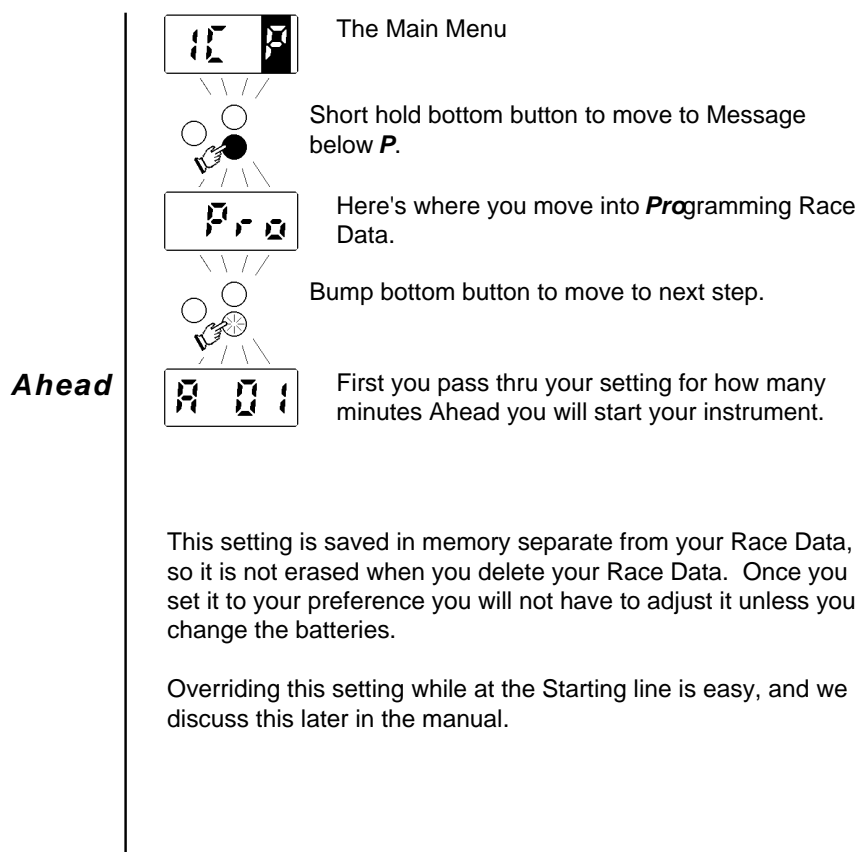 1C P
The Main Menu
Short hold bottom button to move to Message
below P.
Pro
Here's where you move into Programming Race
Data.
Bump bottom button to move to next step.
Ahead
A 01
First you pass thru your setting for how many
minutes Ahead you will start your instrument.
This setting is saved in memory separate from your Race Data,
so it is not erased when you delete your Race Data. Once you
set it to your preference you will not have to adjust it unless you
change the batteries.
Overriding this setting while at the Starting line is easy, and we
discuss this later in the manual.